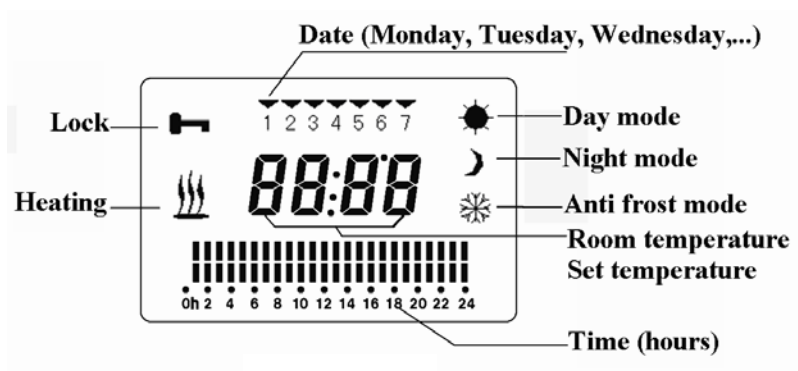 Date (Monday, Tuesday, Wednesday,...)
Lock
1 2 3 4 5 6 7
Day mode
Night mode
Heating
88:88
Anti frost mode
Room temperature
Set temperature
0h 2 4 6 8 10 12 14 16 18 20 22 24
Time (hours)